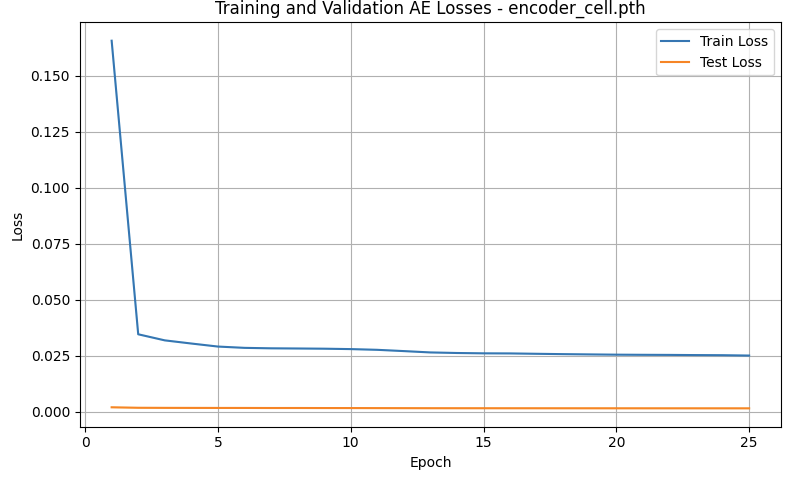 Training and Validation AE Losses - encoder_cell.pth
Train Loss
Test Loss
0.150
0.125
0.100
0.075
0.050
0.025
0.000
Loss
0 5 10 15 20 25
Epoch